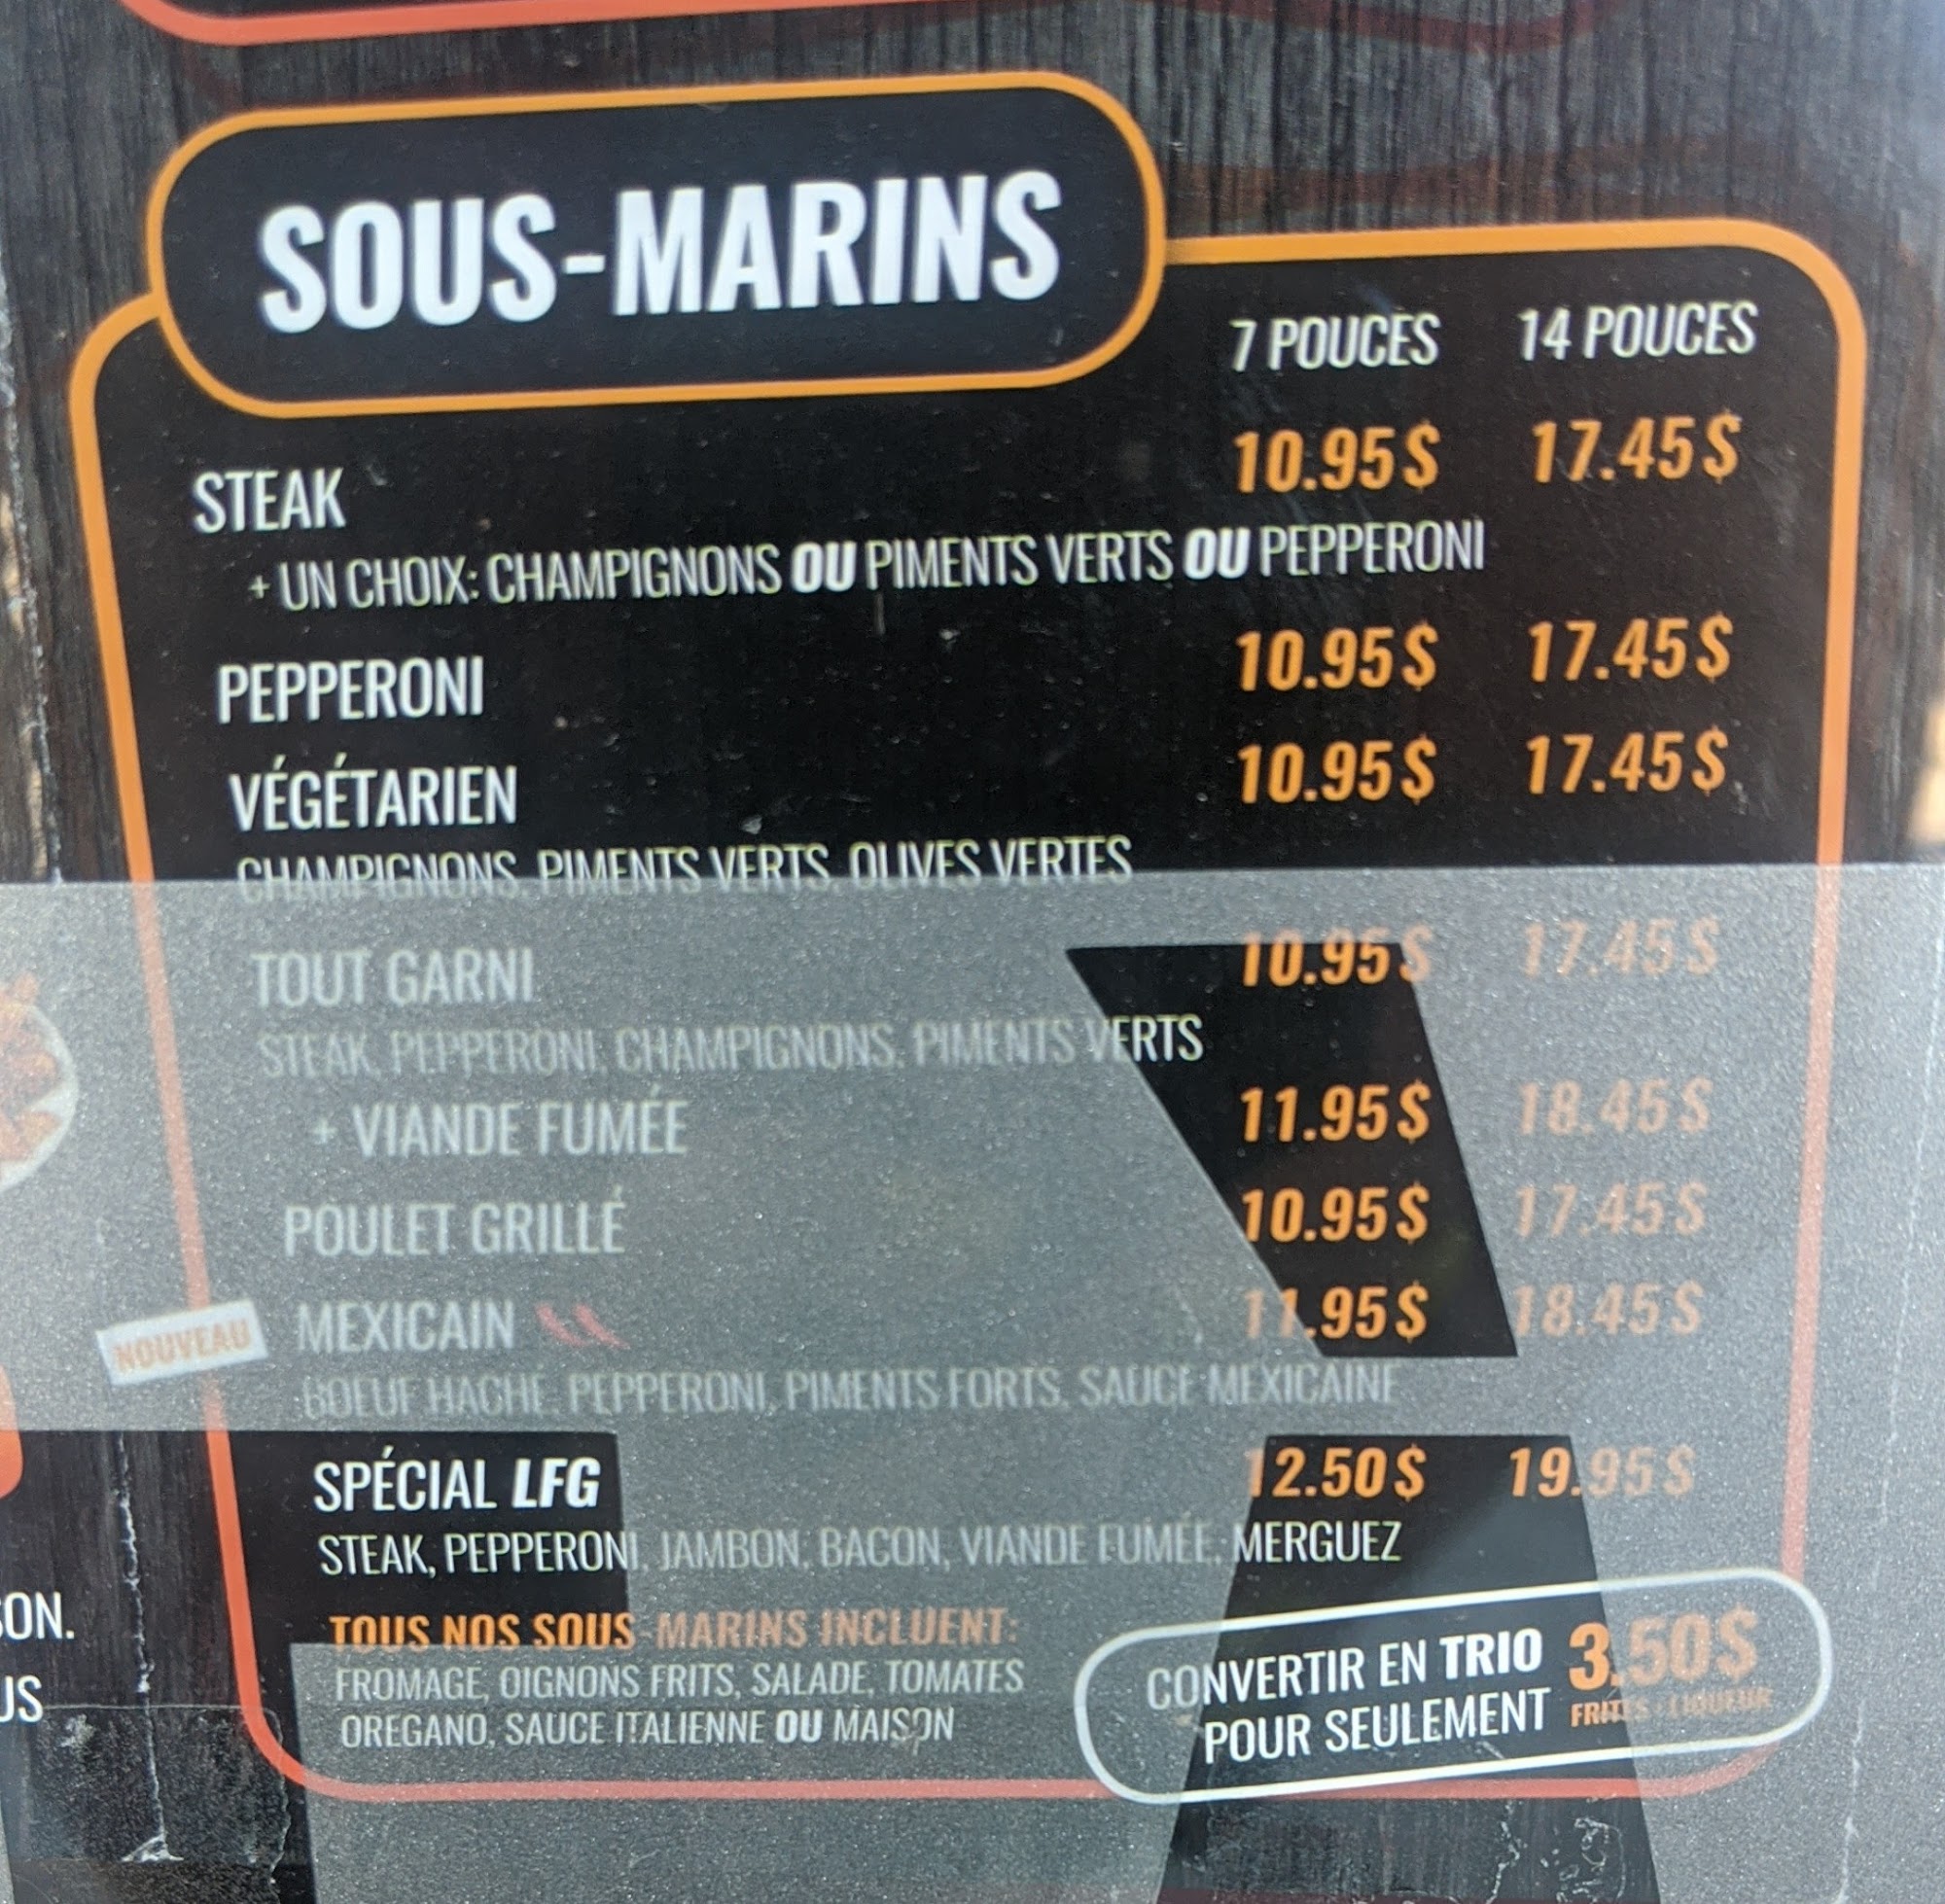 SOUS-MARINS
7 POUCES 14 POUCES
STEAK 10.95$ 17.45$
+ UN CHOIX: CHAMPIGNONS OU PIMENTS VERTS OU PEPPERONI
PEPPERONI 10.95$ 17.45$
VÉGÉTARIEN 10.95$ 17.45$
CHAMPIGNONS, PIMENTS VERTS, OLIVES VERTES
TOUT GARNI 10.95$ 17.45$
STEAK, PEPPERONI, CHAMPIGNONS, PIMENTS VERTS
+ VIANDE FUMÉE 11.95$ 18.45$
POULET GRILLÉ 10.95$ 17.45$
NOUVEAU MEXICAIN 11.95$ 18.45$
BOEUF HACHÉ, PEPPERONI, PIMENTS FORTS, SAUCE MEXICAINE
SPÉCIAL LFG 12.50$ 19.95$
STEAK, PEPPERONI, JAMBON, BACON, VIANDE FUMÉE, MERGUEZ
TOUS NOS SOUS-MARINS INCLUENT:
FROMAGE, OIGNONS FRITS, SALADE, TOMATES
OREGANO, SAUCE ITALIENNE OU MAISON
CONVERTIR EN TRIO 3.50$
POUR SEULEMENT FRITES · LIQUEUR